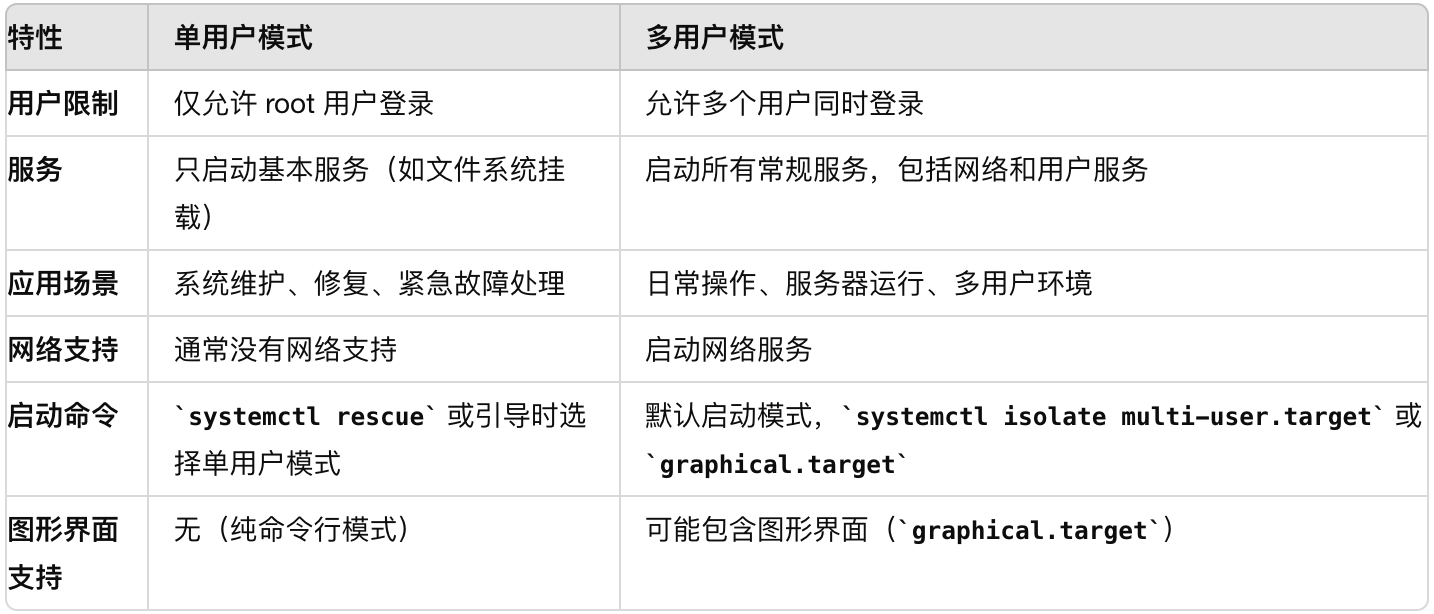 特性 单用户模式 多用户模式
用户限制 仅允许 root 用户登录 允许多个用户同时登录
服务 只启动基本服务（如文件系统挂 启动所有常规服务，包括网络和用户服务
载）
应用场景 系统维护、修复、紧急故障处理 日常操作、服务器运行、多用户环境
网络支持 通常没有网络支持 启动网络服务
启动命令 `systemctl rescue` 或引导时选 默认启动模式，`systemctl isolate multi-user.target` 或
择单用户模式 `graphical.target`
图形界面 无（纯命令行模式） 可能包含图形界面（`graphical.target`）
支持